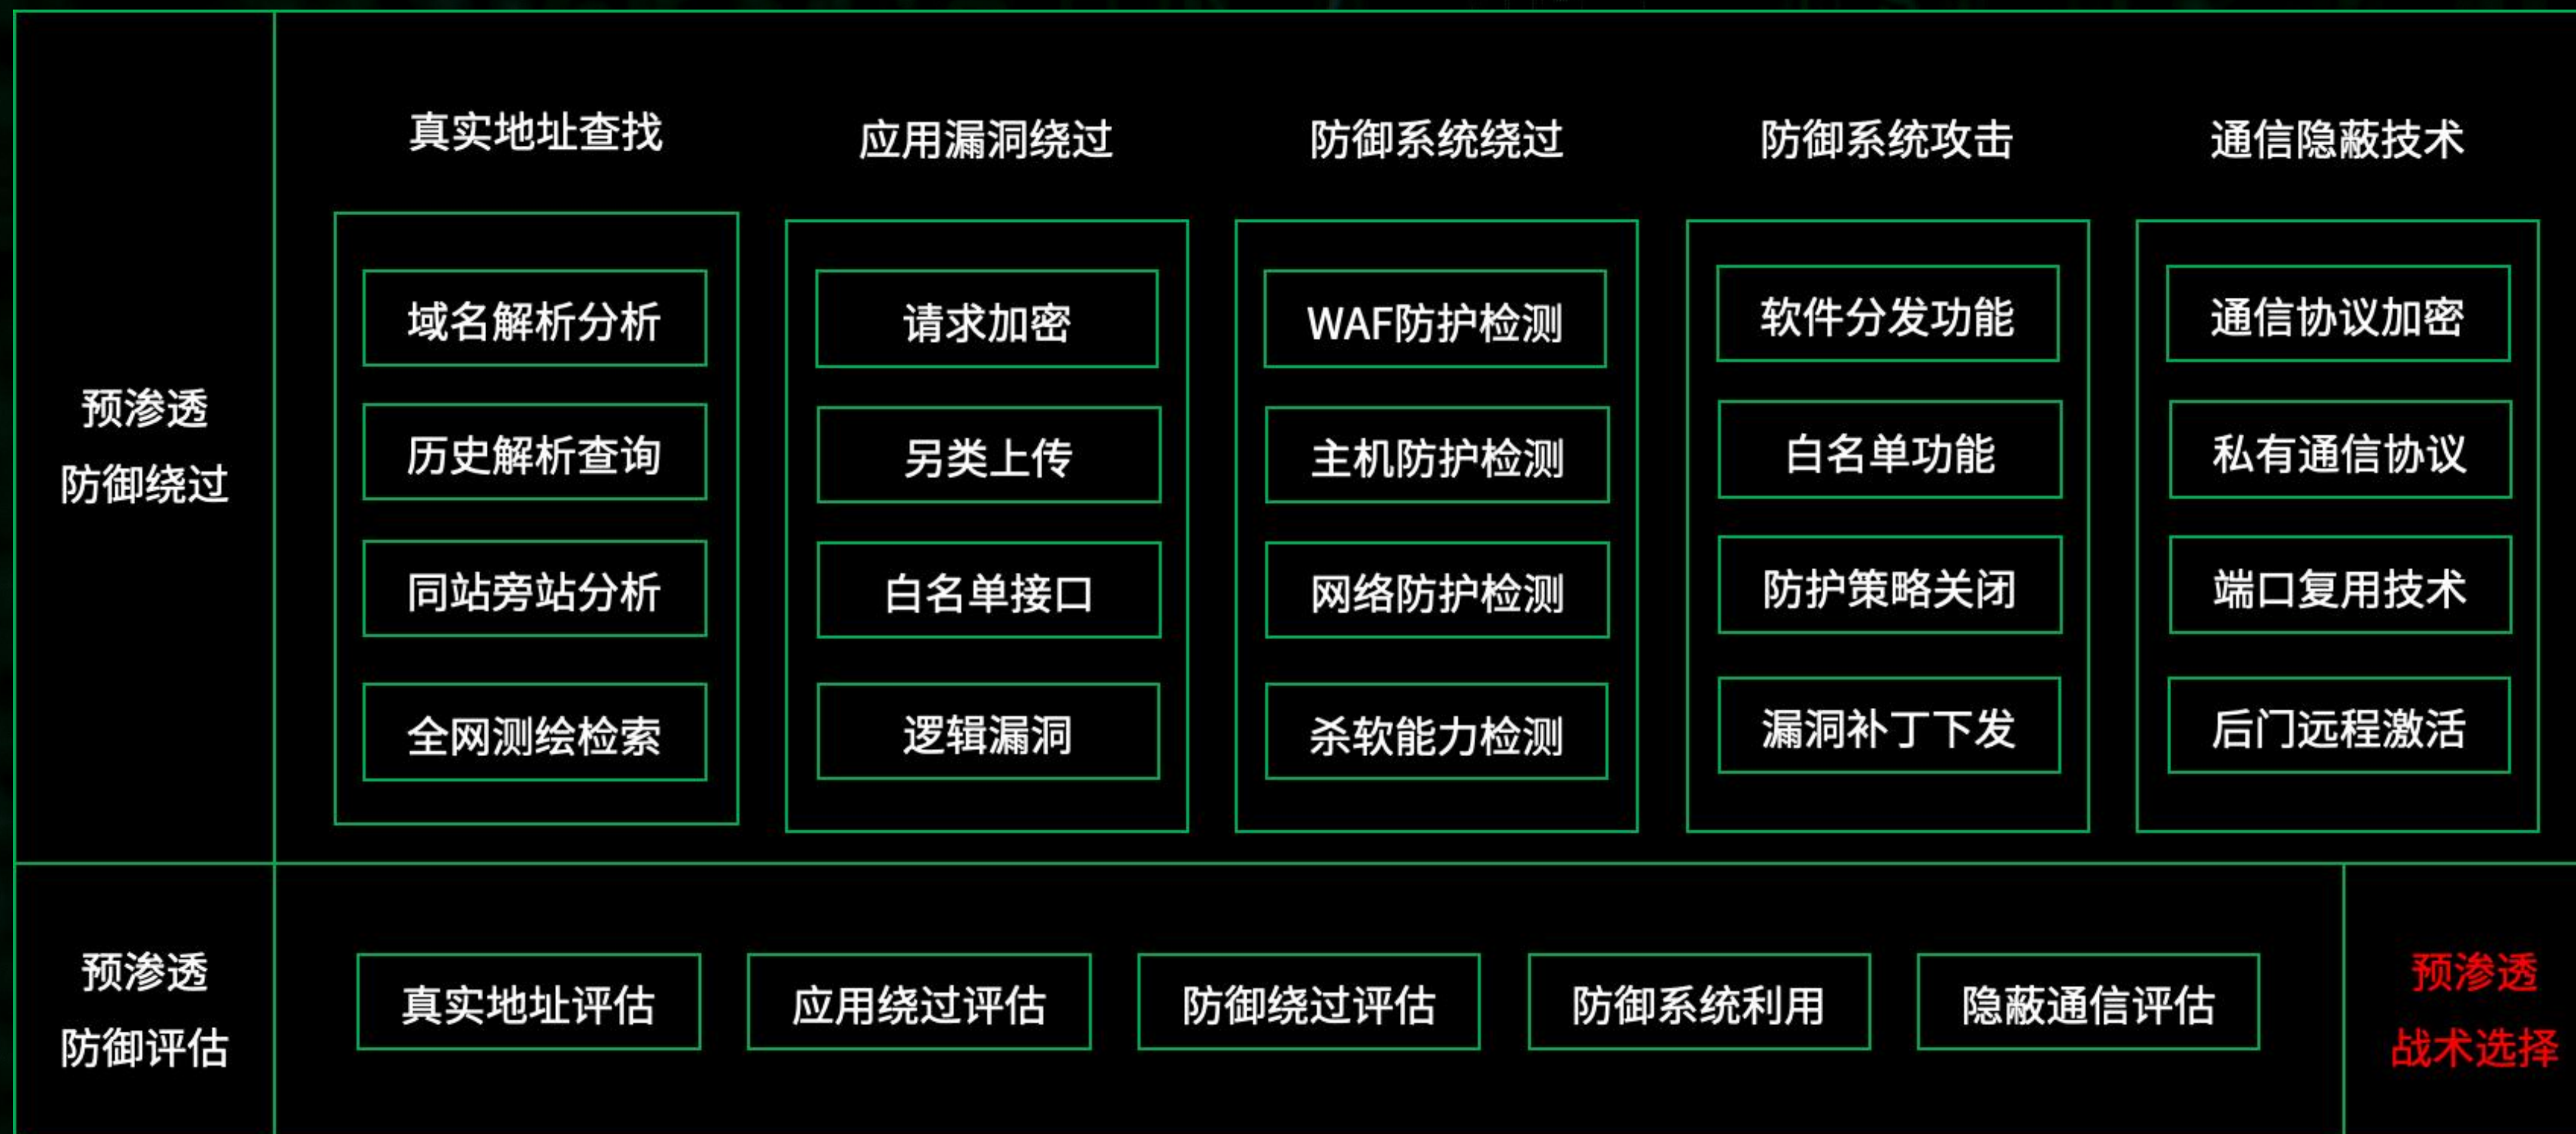 真实地址查找
应用漏洞绕过
防御系统绕过
防御系统攻击
通信隐蔽技术
预渗透
防御绕过
域名解析分析
请求加密
WAF防护检测
软件分发功能
通信协议加密
历史解析查询
另类上传
主机防护检测
白名单功能
私有通信协议
同站旁站分析
白名单接口
网络防护检测
防护策略关闭
端口复用技术
全网测绘检索
逻辑漏洞
杀软能力检测
漏洞补丁下发
后门远程激活
预渗透
防御评估
真实地址评估
应用绕过评估
防御绕过评估
防御系统利用
隐蔽通信评估
预渗透
战术选择